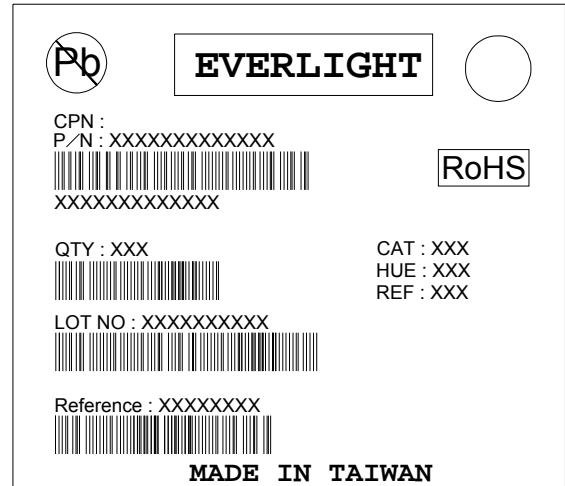 Pb
EVERLIGHT
CPN :
P/N : XXXXXXXXXXXXX
RoHS
XXXXXXXXXXXXX
QTY : XXX
CAT : XXX
HUE : XXX
REF : XXX
LOT NO : XXXXXXXXXX
Reference : XXXXXXXX
MADE IN TAIWAN